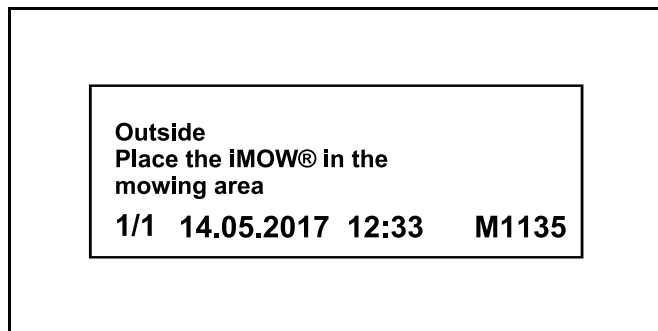 Outside
Place the iMOW® in the
mowing area
1/1 14.05.2017 12:33 M1135